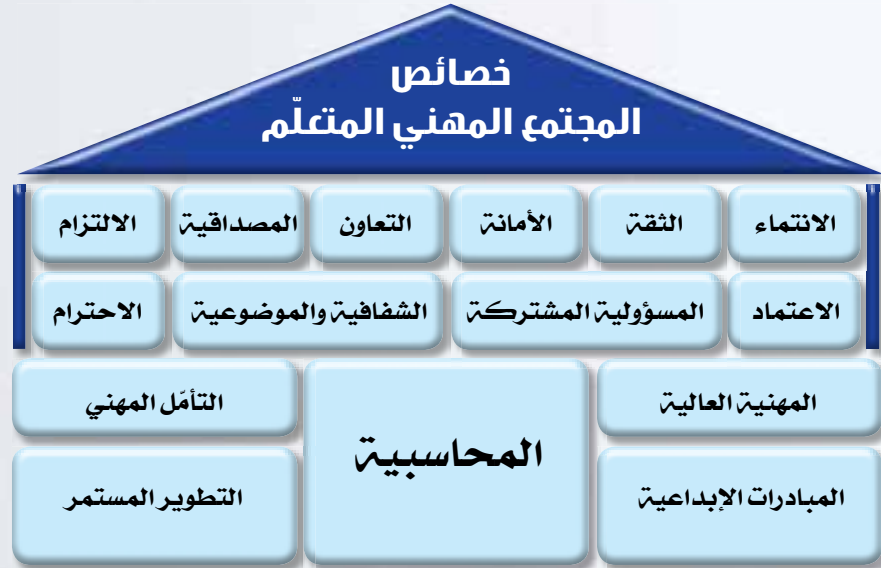 خصائص
المجتمع المهني المتعلّم
الانتماء
الثقة
الأمانة
التعاون
المصداقية
الالتزام
الاعتماد
المسؤولية المشتركة
الشفافية والموضوعية
الاحترام
المهنية العالية
المحاسبية
التأمّل المهني
المبادرات الإبداعية
التطوير المستمر